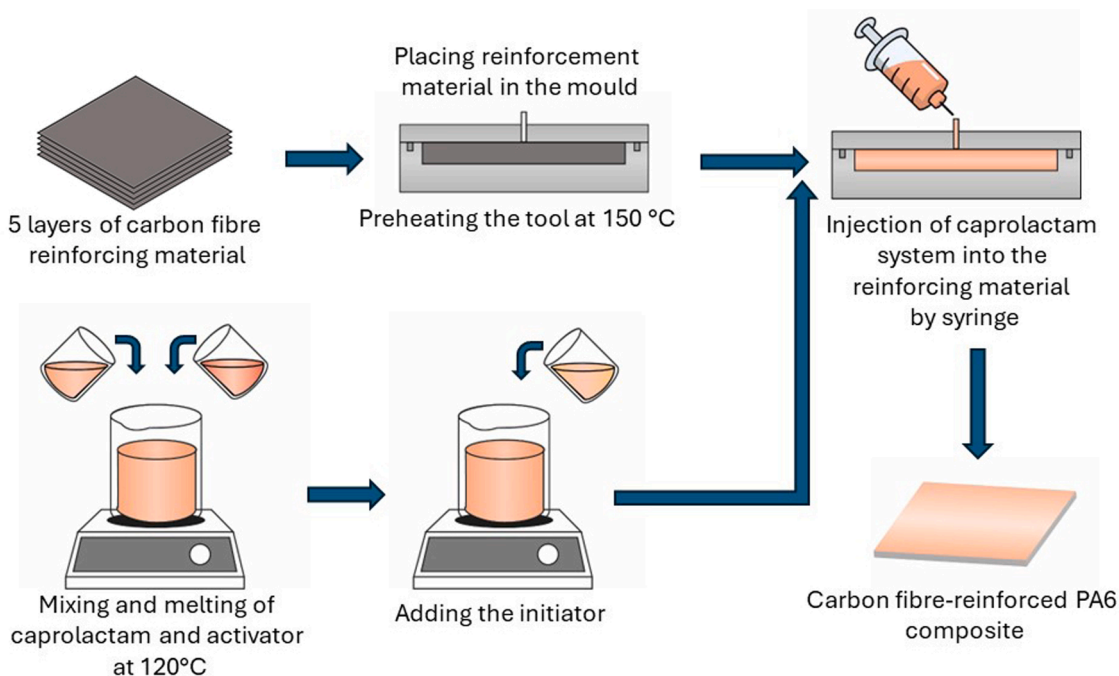 5 layers of carbon fibre
reinforcing material
Placing reinforcement
material in the mould
Preheating the tool at 150 °C
Injection of caprolactam
system into the
reinforcing material
by syringe
Mixing and melting of
caprolactam and activator
at 120°C
Adding the initiator
Carbon fibre-reinforced PA6
composite